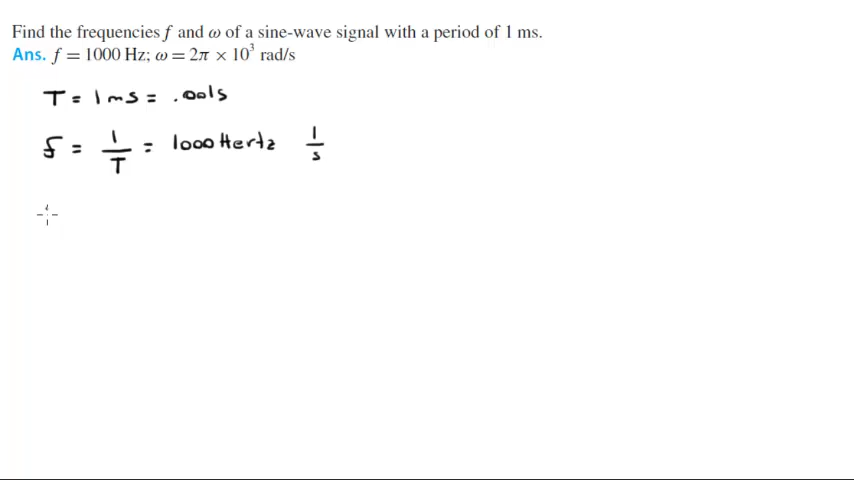 Find the frequencies f and ω of a sine-wave signal with a period of 1 ms.
Ans. f = 1000 Hz; ω = 2π × 10³ rad/s
T = 1 ms = .001s
f = 1/T = 1000 Hertz 1/s